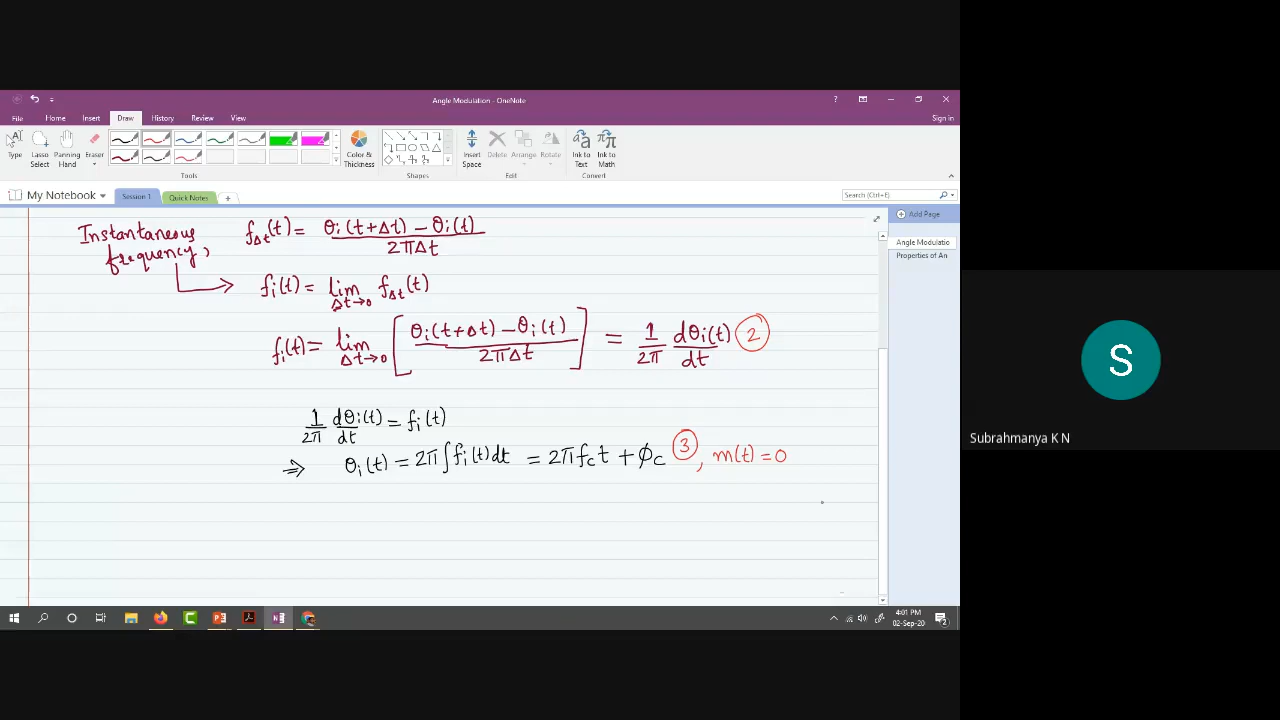 Angle Modulation - OneNote
?
File Home Insert Draw History Review View
Sign in
Type
Lasso Select
Panning Hand
Eraser
Color & Thickness
Insert Space
Delete
Arrange
Rotate
Ink to Text
Ink to Math
Tools
Shapes
Edit
Convert
My Notebook
Session 1
Quick Notes
+
Search (Ctrl+E)
Add Page
Angle Modulatio
Properties of An
Instantaneous frequency,
f_Δt(t) = (θi(t+Δt) − θi(t)) / 2πΔt
fi(t) = lim Δt→0 f_Δt(t)
fi(t) = lim Δt→0 [ (θi(t+Δt) − θi(t)) / 2πΔt ] = 1/2π dθi(t)/dt ②
1/2π dθi(t)/dt = fi(t)
⇒ θi(t) = 2π∫fi(t)dt = 2πfct + ϕc ③, m(t) = 0
S
Subrahmanya K N
4:01 PM
02-Sep-20
2